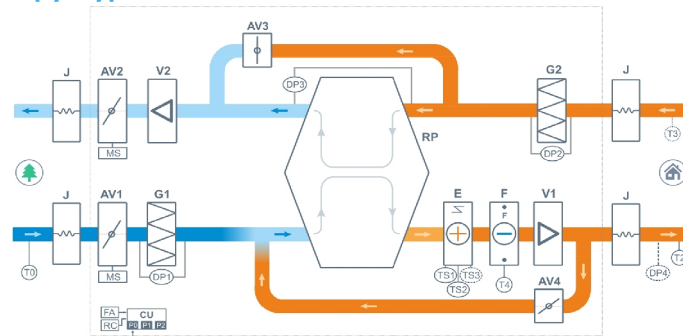 AV3
J
AV2
V2
G2
J
DP3
RP
T3
MS
DP2
J
AV1
G1
E
F
V1
J
F
T0
MS
DP1
TS1
TS3
TS2
T4
DP4
T2
AV4
FA
CU
RC
P0 P1 P2